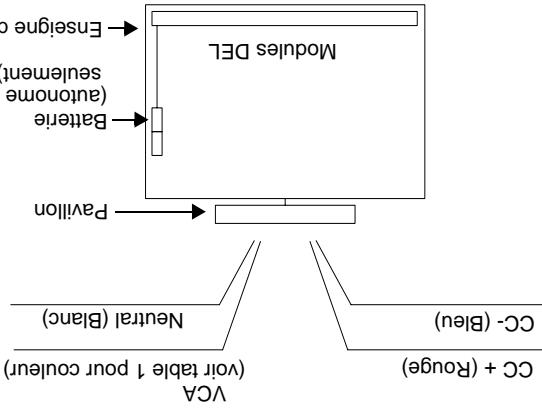 VCA
(voir table 1 pour couleur)
CC + (Rouge)
Neutral (Blanc)
CC- (Bleu)
Pavillon
Batterie
(autonome
seulement)
Modules DEL
Enseigne